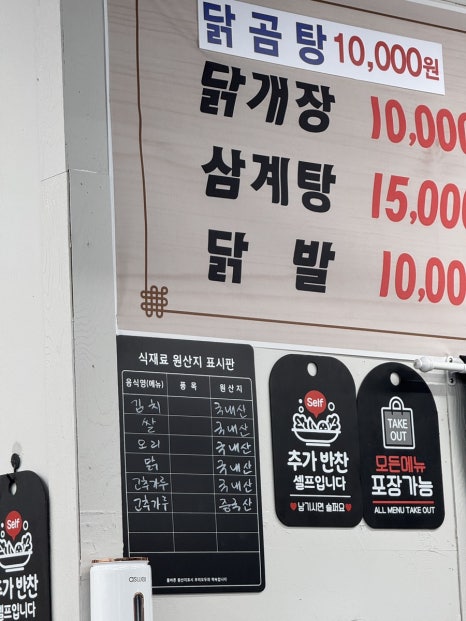 닭곰탕 10,000원
닭개장 10,000
삼계탕 15,000
닭 발 10,00
식재료 원산지 표시판
음식명(메뉴) 품 목 원 산 지
김치 국내산
쌀 국내산
오리 국내산
닭 국내산
고추가루 국내산
고추가루 중국산
Self
추가 반찬
셀프입니다
남기시면 슬퍼요
TAKE
OUT
모든메뉴
포장가능
ALL MENU TAKE OUT
Self
추가 반찬
셀프입니다